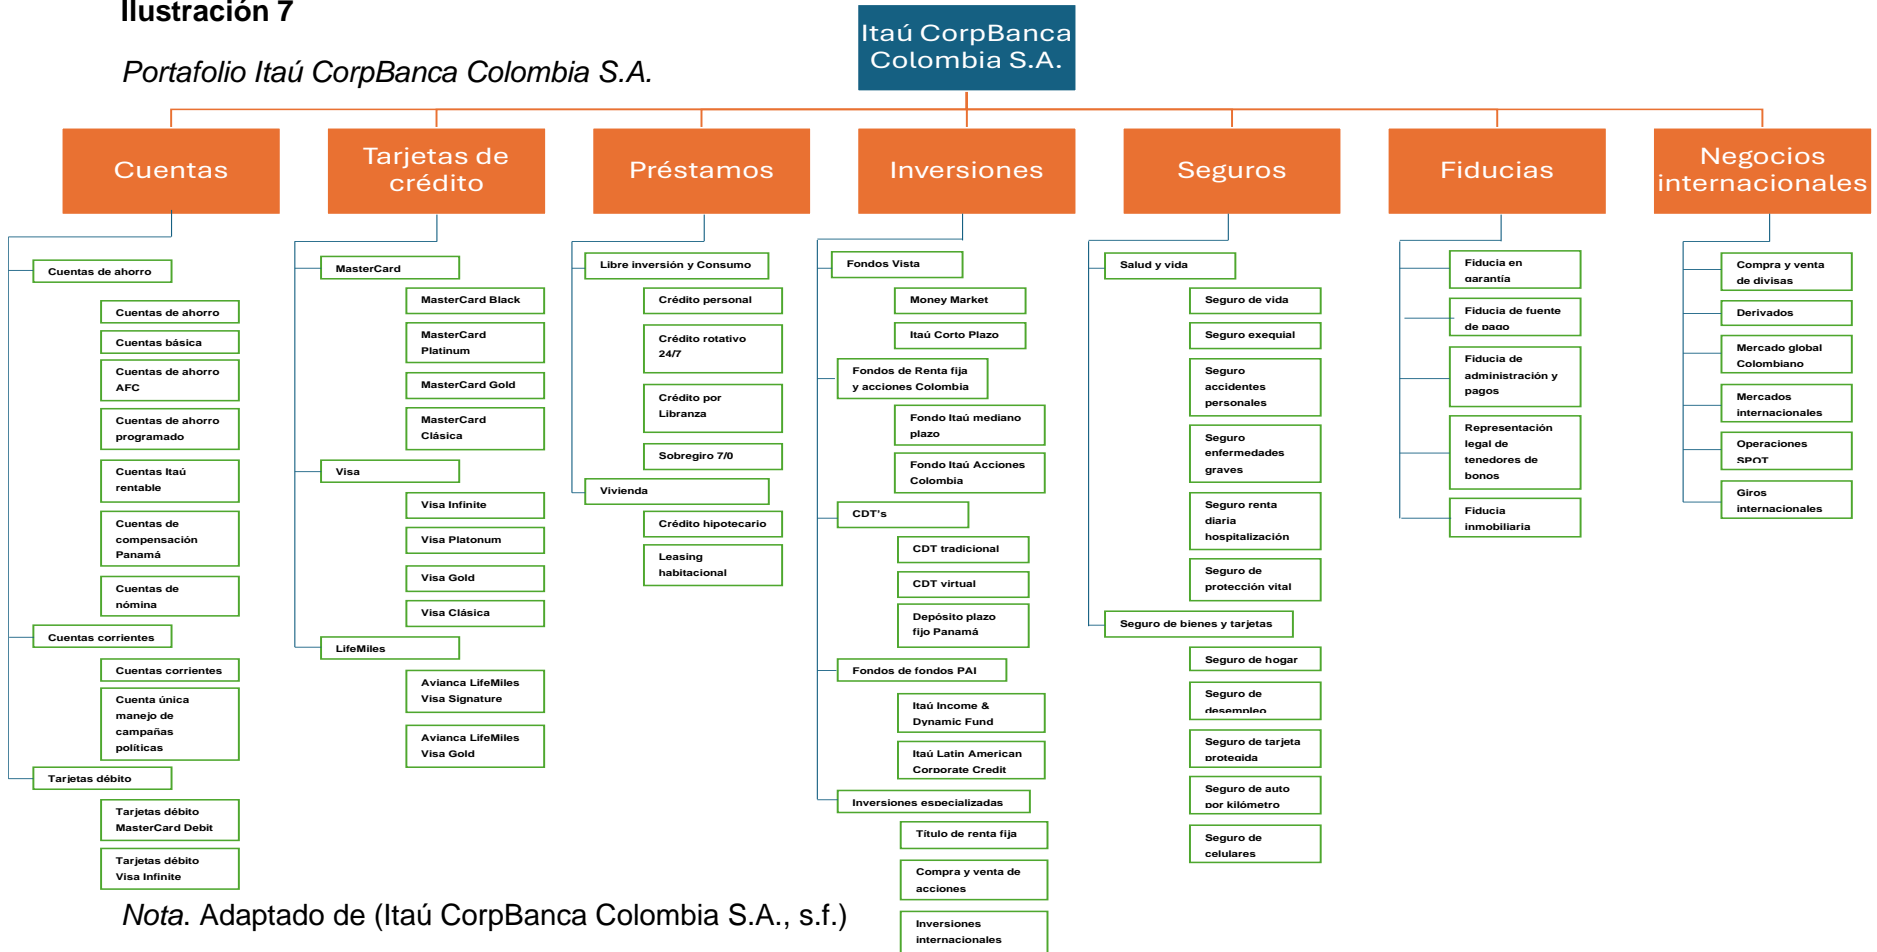 Ilustración 7
Portafolio Itaú CorpBanca Colombia S.A.
Itaú CorpBanca
Colombia S.A.
Cuentas
Cuentas de ahorro
Cuentas de ahorro
Cuentas básica
Cuentas de ahorro
AFC
Cuentas de ahorro
programado
Cuentas Itaú
rentable
Cuentas de
compensación
Panamá
Cuentas de
nómina
Cuentas corrientes
Cuentas corrientes
Cuenta única
manejo de
campañas
políticas
Tarjetas débito
Tarjetas débito
MasterCard Debit
Tarjetas débito
Visa Infinite
Tarjetas de
crédito
MasterCard
MasterCard Black
MasterCard
Platinum
MasterCard Gold
MasterCard
Clásica
Visa
Visa Infinite
Visa Platonum
Visa Gold
Visa Clásica
LifeMiles
Avianca LifeMiles
Visa Signature
Avianca LifeMiles
Visa Gold
Préstamos
Libre inversión y Consumo
Crédito personal
Crédito rotativo
24/7
Crédito por
Libranza
Sobregiro 7/0
Vivienda
Crédito hipotecario
Leasing
habitacional
Inversiones
Fondos Vista
Money Market
Itaú Corto Plazo
Fondos de Renta fija
y acciones Colombia
Fondo Itaú mediano
plazo
Fondo Itaú Acciones
Colombia
CDT's
CDT tradicional
CDT virtual
Depósito plazo
fijo Panamá
Fondos de fondos PAI
Itaú Income &
Dynamic Fund
Itaú Latin American
Corporate Credit
Inversiones especializadas
Título de renta fija
Compra y venta de
acciones
Inversiones
internacionales
Seguros
Salud y vida
Seguro de vida
Seguro exequial
Seguro
accidentes
personales
Seguro
enfermedades
graves
Seguro renta
diaria
hospitalización
Seguro de
protección vital
Seguro de bienes y tarjetas
Seguro de hogar
Seguro de
desempleo
Seguro de tarjeta
protegida
Seguro de auto
por kilómetro
Seguro de
celulares
Fiducias
Fiducia en
garantía
Fiducia de fuente
de pago
Fiducia de
administración y
pagos
Representación
legal de
tenedores de
bonos
Fiducia
inmobiliaria
Negocios
internacionales
Compra y venta
de divisas
Derivados
Mercado global
Colombiano
Mercados
internacionales
Operaciones
SPOT
Giros
internacionales
Nota. Adaptado de (Itaú CorpBanca Colombia S.A., s.f.)